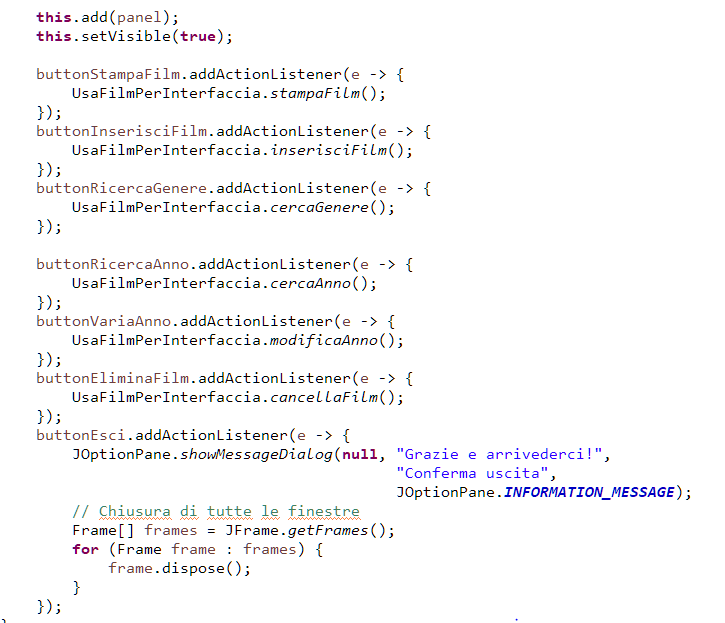 this.add(panel);
this.setVisible(true);
buttonStampaFilm.addActionListener(e -> {
UsaFilmPerInterfaccia.stampaFilm();
});
buttonInserisciFilm.addActionListener(e -> {
UsaFilmPerInterfaccia.inserisciFilm();
});
buttonRicercaGenere.addActionListener(e -> {
UsaFilmPerInterfaccia.cercaGenere();
});
buttonRicercaAnno.addActionListener(e -> {
UsaFilmPerInterfaccia.cercaAnno();
});
buttonVariaAnno.addActionListener(e -> {
UsaFilmPerInterfaccia.modificaAnno();
});
buttonEliminaFilm.addActionListener(e -> {
UsaFilmPerInterfaccia.cancellaFilm();
});
buttonEsci.addActionListener(e -> {
JOptionPane.showMessageDialog(null, "Grazie e arrivederci!",
"Conferma uscita",
JOptionPane.INFORMATION_MESSAGE);
// Chiusura di tutte le finestre
Frame[] frames = JFrame.getFrames();
for (Frame frame : frames) {
frame.dispose();
}
});